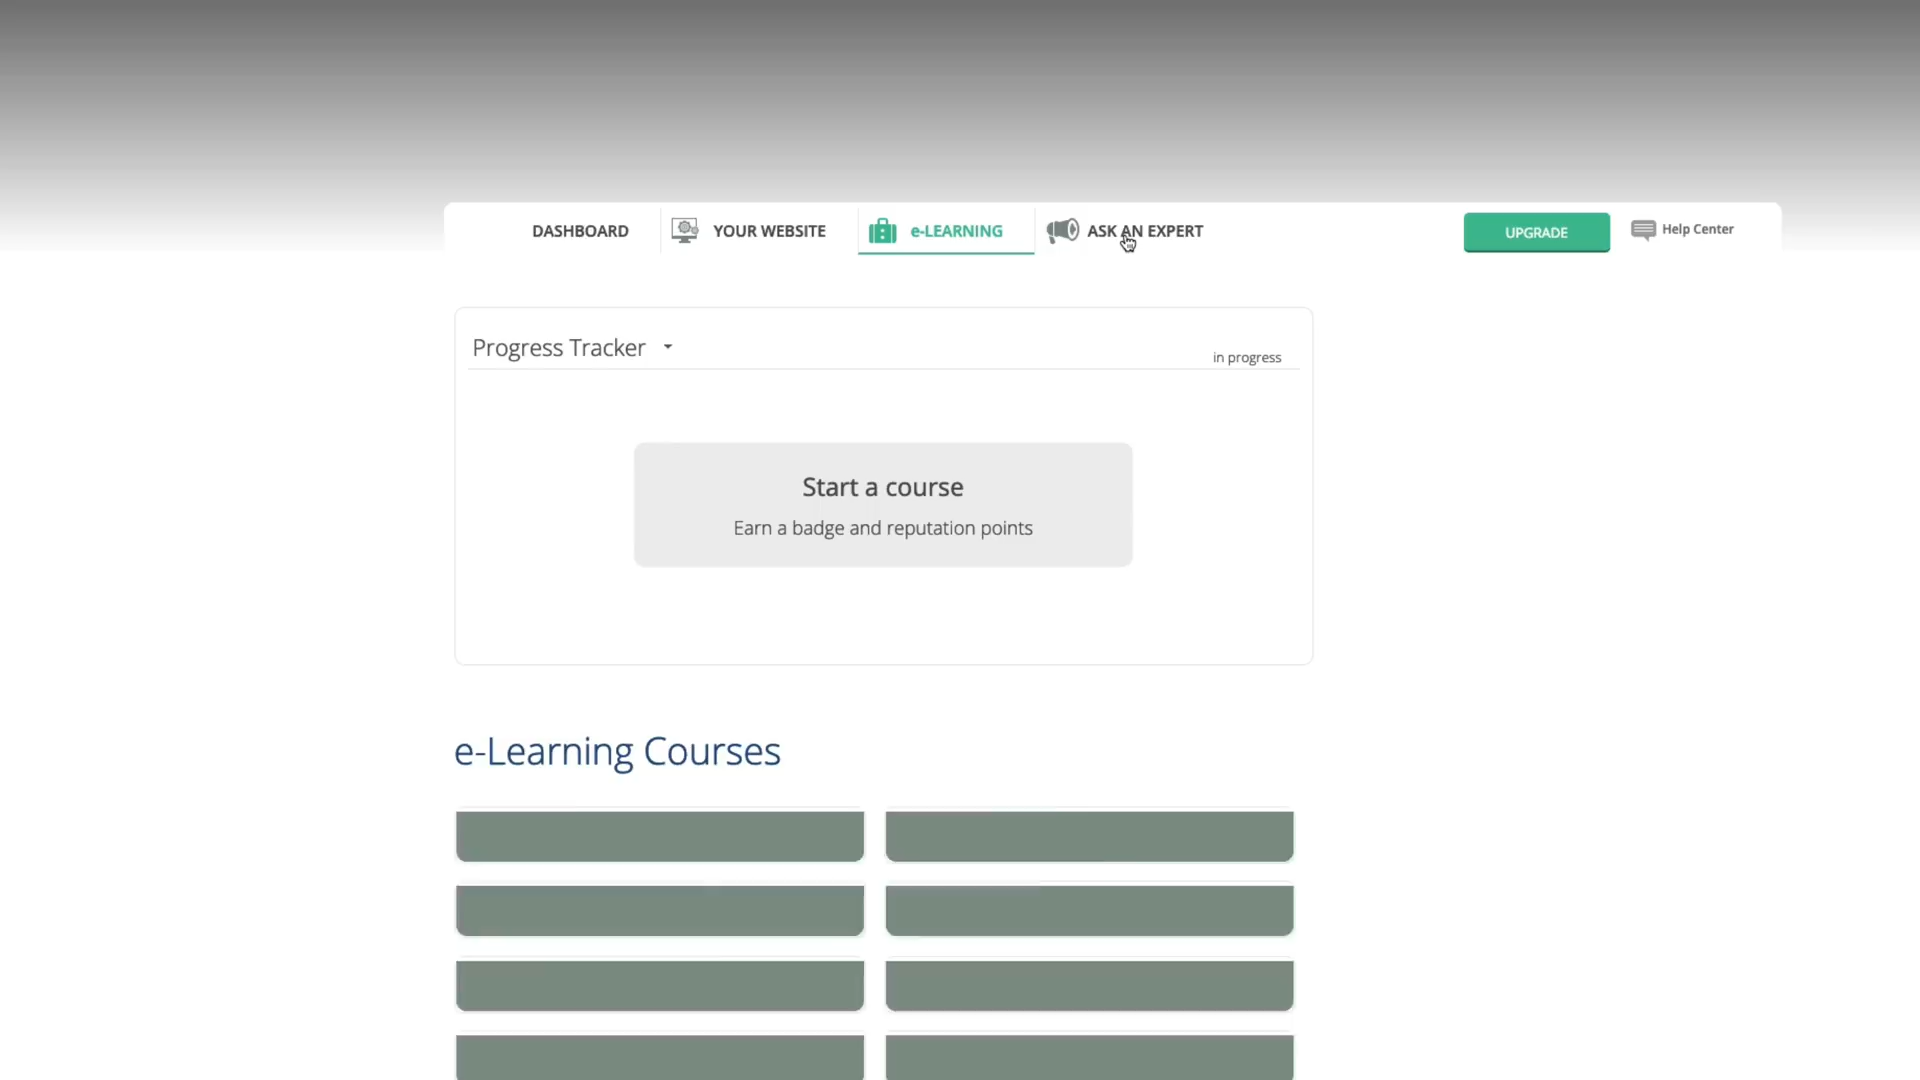 DASHBOARD
YOUR WEBSITE
e-LEARNING
ASK AN EXPERT
UPGRADE
Help Center
Progress Tracker
in progress
Start a course
Earn a badge and reputation points
e-Learning Courses